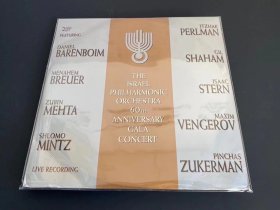 2LP
FEATURING
DANIEL
BARENBOIM
MENAHEM
BREUER
ZUBIN
MEHTA
SHLOMO
MINTZ
LIVE RECORDING
THE
ISRAEL
PHILHARMONIC
ORCHESTRA
60TH
ANNIVERSARY
GALA
CONCERT
ITZHAK
PERLMAN
GIL
SHAHAM
ISAAC
STERN
MAXIM
VENGEROV
PINCHAS
ZUKERMAN